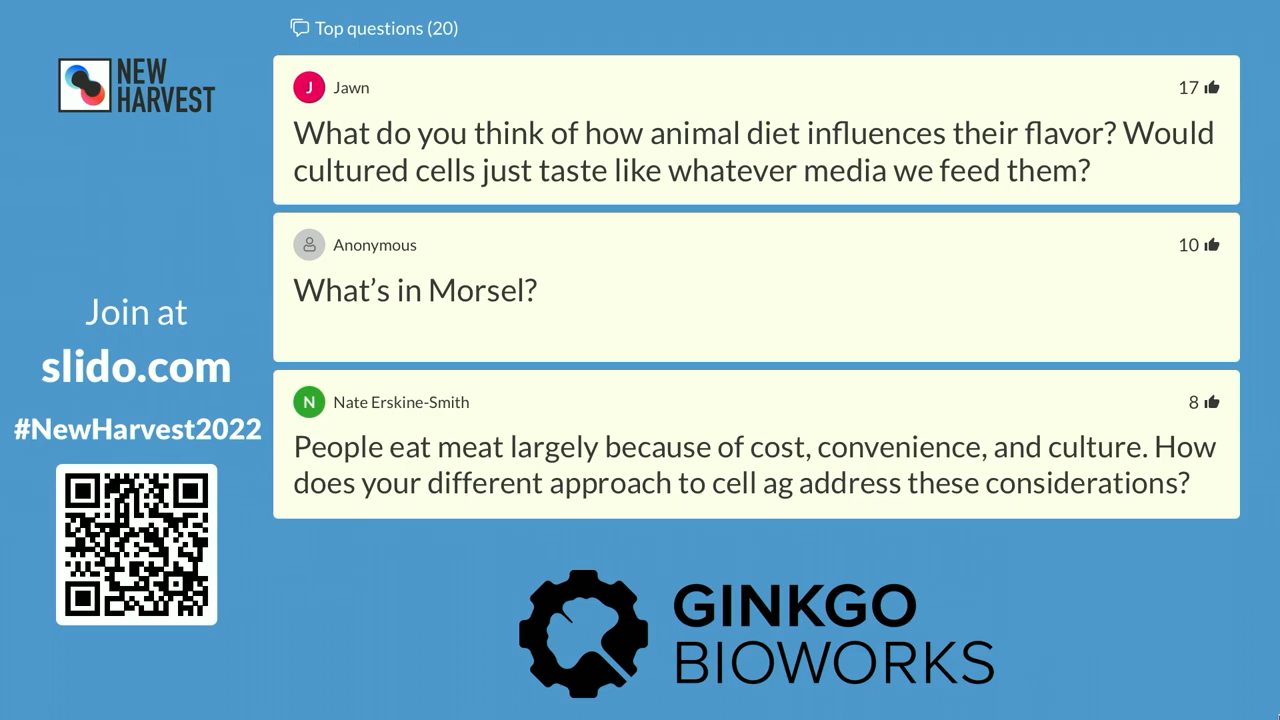 Top questions (20)
NEW
HARVEST
J
Jawn
17
What do you think of how animal diet influences their flavor? Would
cultured cells just taste like whatever media we feed them?
Anonymous
10
What’s in Morsel?
Join at
slido.com
#NewHarvest2022
N
Nate Erskine-Smith
8
People eat meat largely because of cost, convenience, and culture. How
does your different approach to cell ag address these considerations?
GINKGO
BIOWORKS